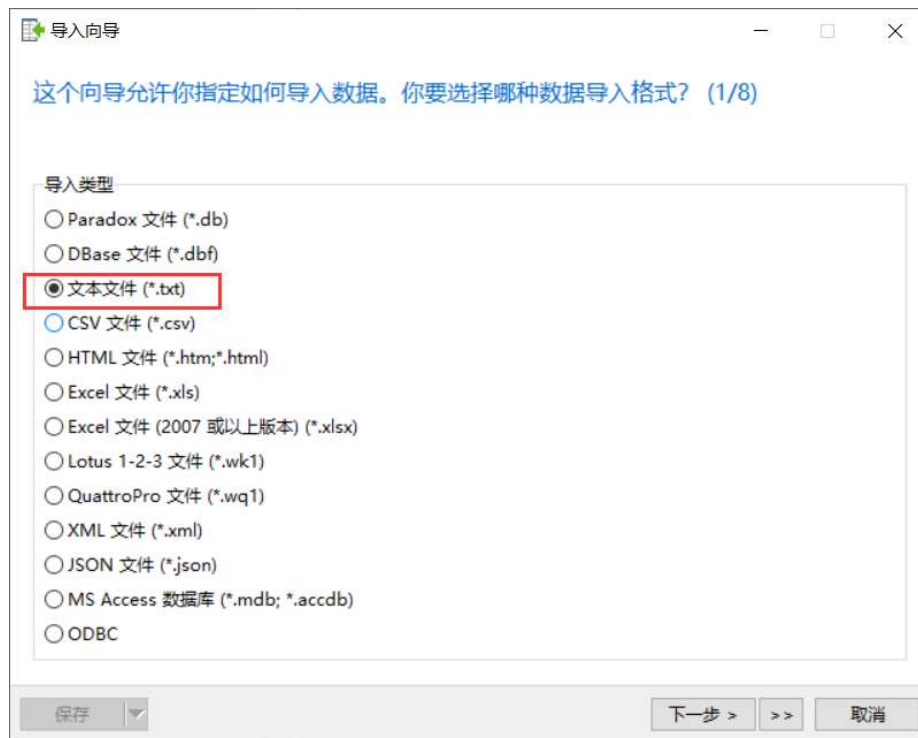 导入向导
这个向导允许你指定如何导入数据。你要选择哪种数据导入格式？ (1/8)
导入类型
Paradox 文件 (*.db)
DBase 文件 (*.dbf)
文本文件 (*.txt)
CSV 文件 (*.csv)
HTML 文件 (*.htm;*.html)
Excel 文件 (*.xls)
Excel 文件 (2007 或以上版本) (*.xlsx)
Lotus 1-2-3 文件 (*.wk1)
QuattroPro 文件 (*.wq1)
XML 文件 (*.xml)
JSON 文件 (*.json)
MS Access 数据库 (*.mdb; *.accdb)
ODBC
保存 下一步 > >> 取消